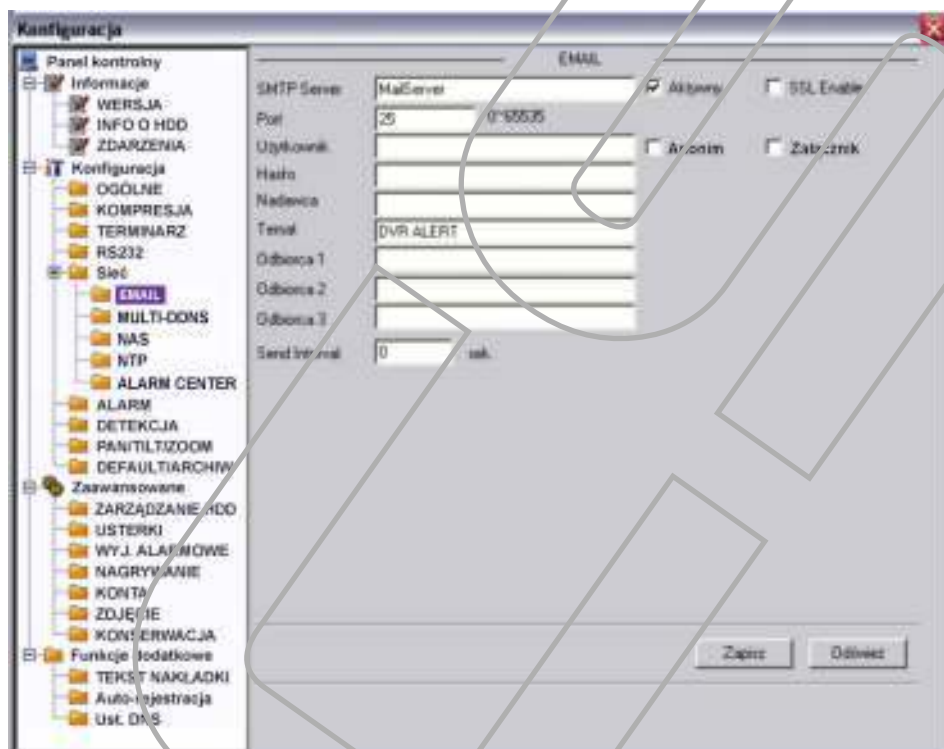 Konfiguracja
Panel kontrolny
Informacje
WERSJA
INFO O HDD
ZDARZENIA
Konfiguracja
OGÓLNE
KOMPRESJA
TERMINARZ
RS232
Sieć
EMAIL
MULTI-DDNS
NAS
NTP
ALARM CENTER
ALARM
DETEKCJA
PAN/TILT/ZOOM
DEFAULT/ARCHIW
Zaawansowane
ZARZĄDZANIE HDD
USTERKI
WYJ. ALARMOWE
NAGRYWANIE
KONTA
ZDJĘCIE
KONSERWACJA
Funkcje dodatkowe
TEKST NAKŁADKI
Auto-rejestracja
Ust. DNS
EMAIL
SMTP Server MailServer Aktywny SSL Enable
Port 25 0~65535
Użytkownik Anonim Załącznik
Hasło
Nadawca
Temat DVR ALERT
Odbiorca 1
Odbiorca 2
Odbiorca 3
Send Interval 0 sek.
Zapisz Odśwież